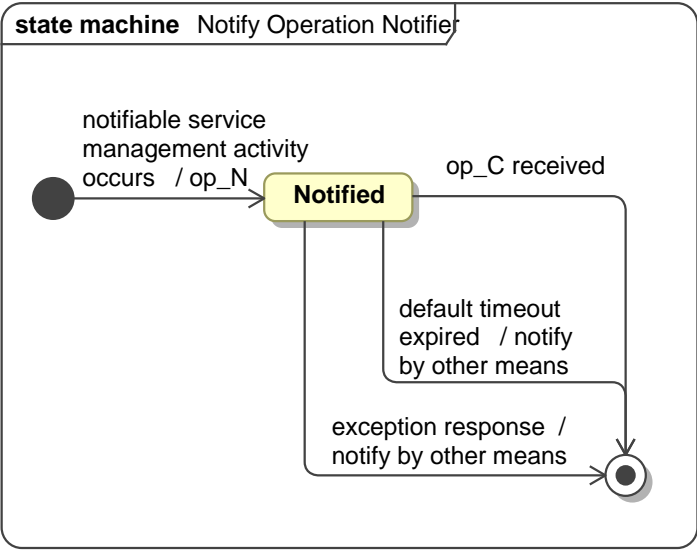 state machine Notify Operation Notifier
notifiable service
management activity
occurs / op_N
Notified
op_C received
default timeout
expired / notify
by other means
exception response /
notify by other means